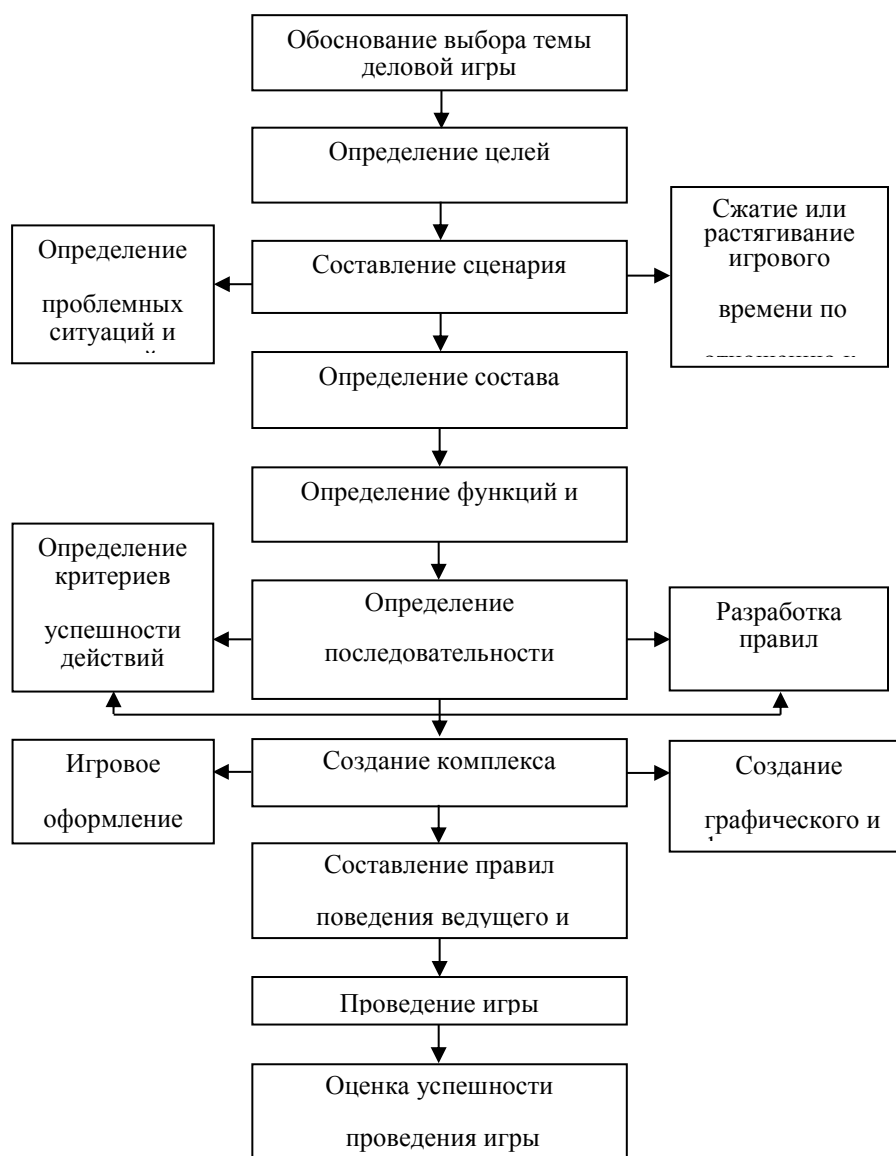 Обоснование выбора темы
деловой игры
Определение целей
Сжатие или
растягивание
игрового
времени по
Определение
проблемных
ситуаций и
Составление сценария
Определение состава
Определение функций и
Определение
критериев
успешности
действий
Определение
последовательности
Разработка
правил
Игровое
оформление
Создание комплекса
Создание
графического и
Составление правил
поведения ведущего и
Проведение игры
Оценка успешности
проведения игры